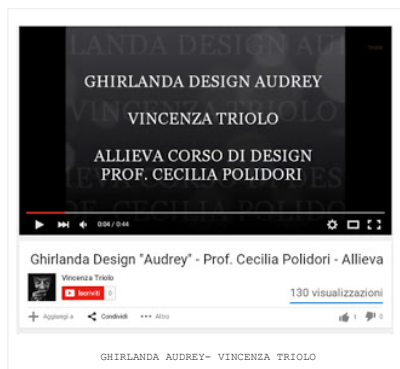 GHIRLANDA DESIGN AUDREY
VINCENZA TRIOLO
ALLIEVA CORSO DI DESIGN
PROF. CECILIA POLIDORI
0:04 / 0:44
Ghirlanda Design "Audrey" - Prof. Cecilia Polidori - Allieva
Vincenza Triolo
Iscriviti 0
130 visualizzazioni
Aggiungi a Condividi Altro 1 0
GHIRLANDA AUDREY- VINCENZA TRIOLO